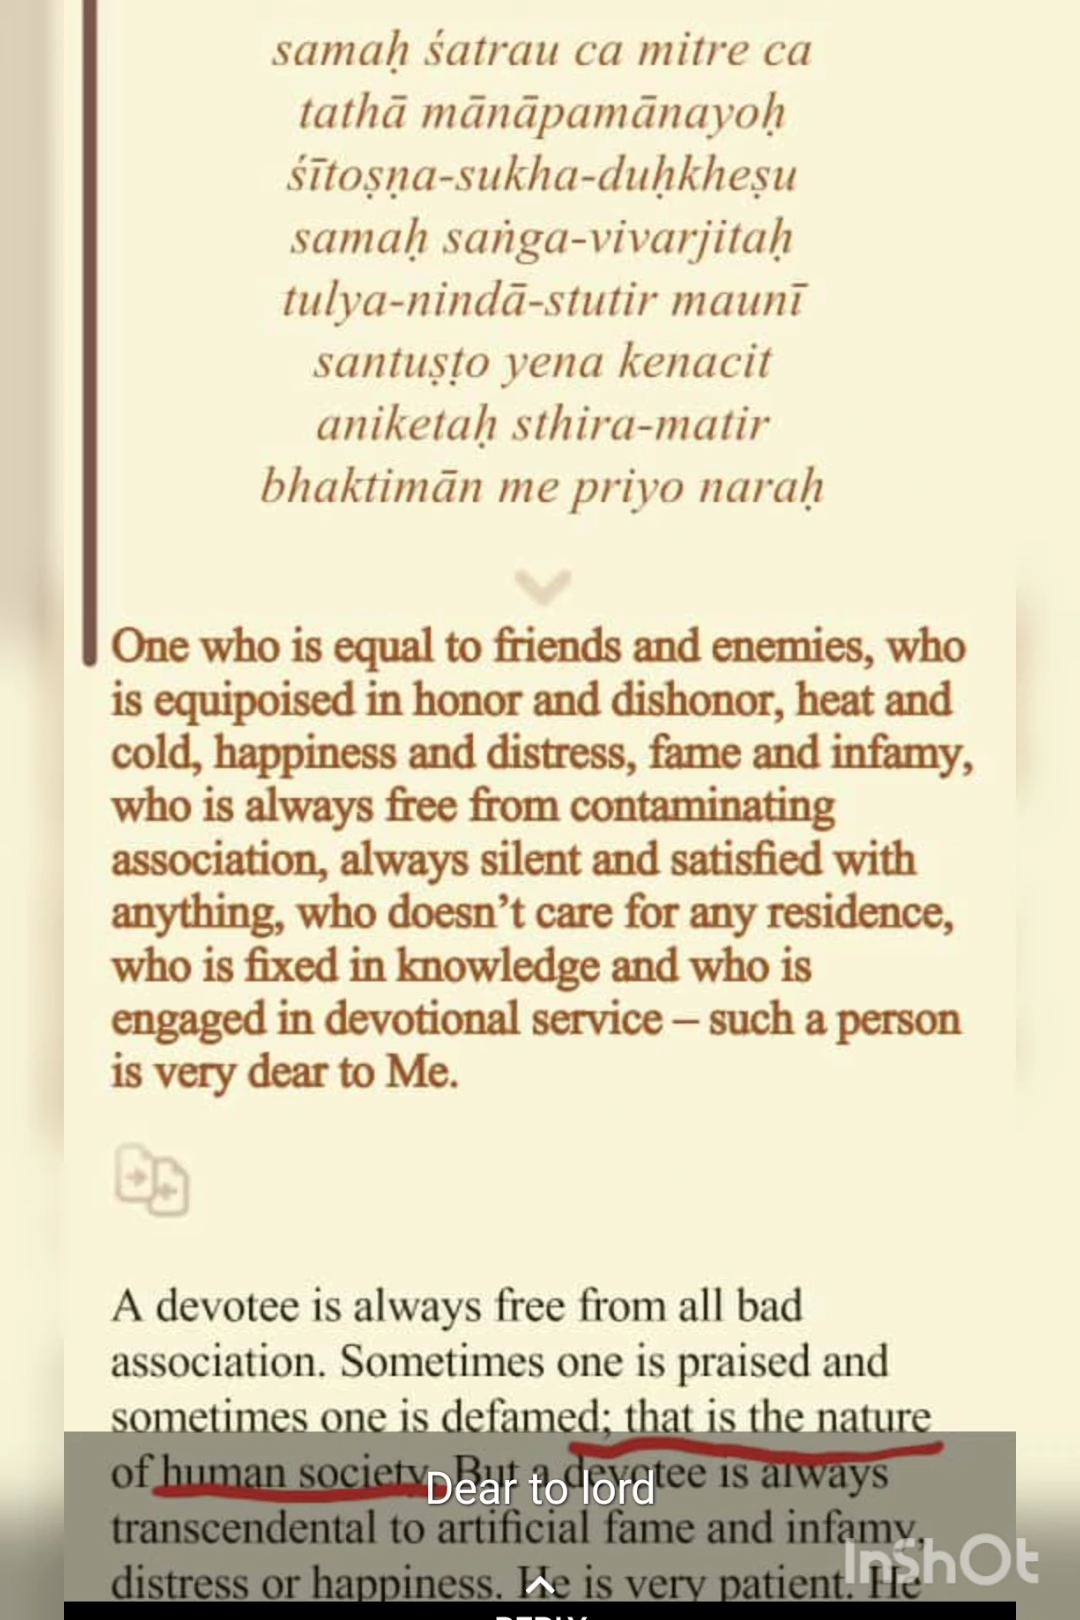 samaḥ śatrau ca mitre ca
tathā mānāpamānayoḥ
śītoṣṇa-sukha-duḥkheṣu
samaḥ saṅga-vivarjitaḥ
tulya-nindā-stutir maunī
santuṣṭo yena kenacit
aniketaḥ sthira-matir
bhaktimān me priyo naraḥ
One who is equal to friends and enemies, who
is equipoised in honor and dishonor, heat and
cold, happiness and distress, fame and infamy,
who is always free from contaminating
association, always silent and satisfied with
anything, who doesn’t care for any residence,
who is fixed in knowledge and who is
engaged in devotional service – such a person
is very dear to Me.
A devotee is always free from all bad
association. Sometimes one is praised and
sometimes one is defamed; that is the nature
of human society. But a devotee is always
Dear to lord
transcendental to artificial fame and infamy,
distress or happiness. He is very patient. He
InShOt
REPLY